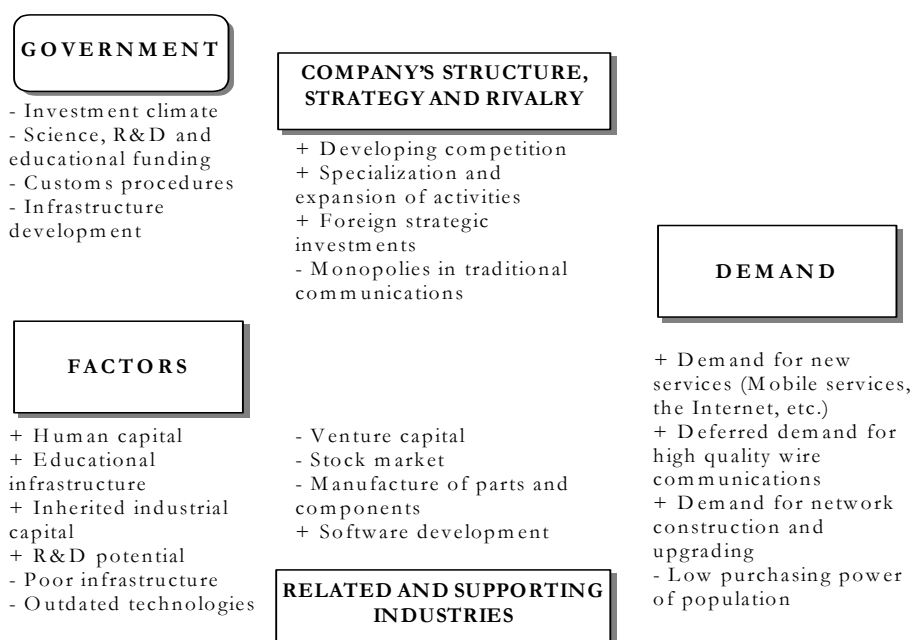 GOVERNMENT
- Investment climate
- Science, R&D and
educational funding
- Customs procedures
- Infrastructure
development
COMPANY'S STRUCTURE,
STRATEGY AND RIVALRY
+ Developing competition
+ Specialization and
expansion of activities
+ Foreign strategic
investments
- Monopolies in traditional
communications
DEMAND
+ Demand for new
services (Mobile services,
the Internet, etc.)
+ Deferred demand for
high quality wire
communications
+ Demand for network
construction and
upgrading
- Low purchasing power
of population
FACTORS
+ Human capital
+ Educational
infrastructure
+ Inherited industrial
capital
+ R&D potential
- Poor infrastructure
- Outdated technologies
- Venture capital
- Stock market
- Manufacture of parts and
components
+ Software development
RELATED AND SUPPORTING
INDUSTRIES